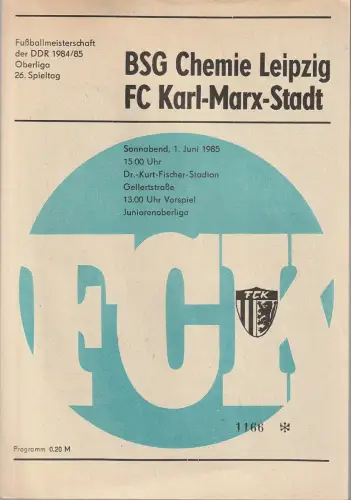 Fußballmeisterschaft
der DDR 1984/85
Oberliga
26. Spieltag
BSG Chemie Leipzig
FC Karl-Marx-Stadt
Sonnabend, 1. Juni 1985
15.00 Uhr
Dr.-Kurt-Fischer-Stadion
Gellertstraße
13.00 Uhr Vorspiel
Juniorenoberliga
FCK
FCK
1166 *
Programm 0,20 M